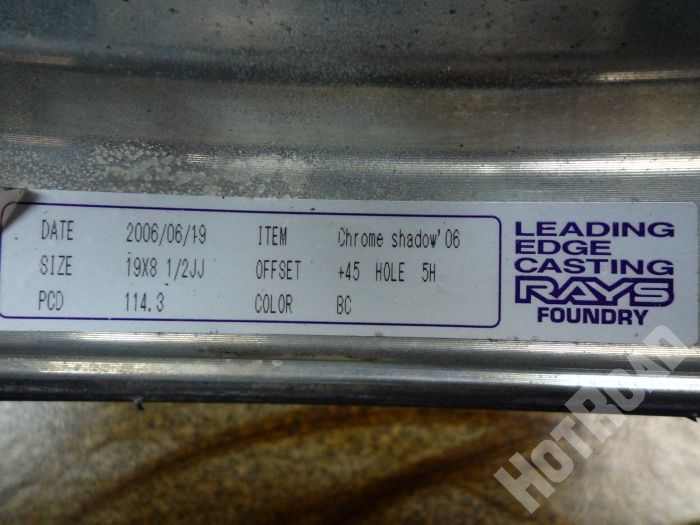 DATE 2006/06/19 ITEM Chrome shadow'06
SIZE 19X8 1/2JJ OFFSET +45 HOLE 5H
PCD 114.3 COLOR BC
LEADING
EDGE
CASTING
RAYS
FOUNDRY
HOTROAD